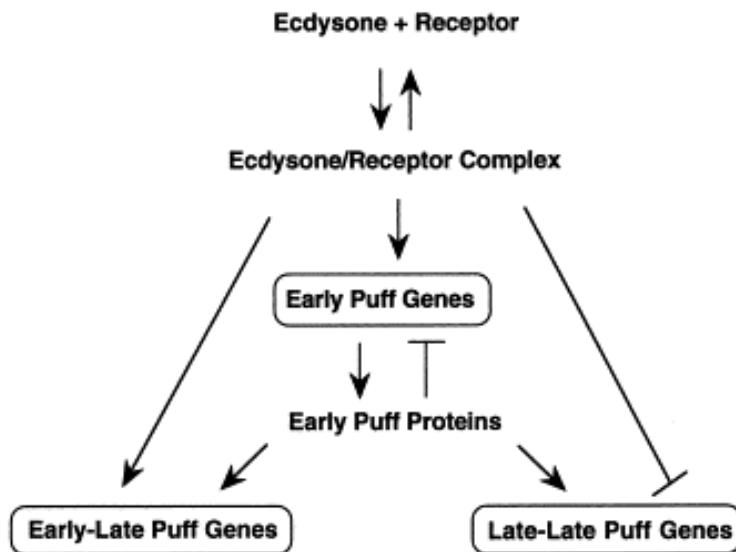 Ecdysone + Receptor
Ecdysone/Receptor Complex
Early Puff Genes
Early Puff Proteins
Early-Late Puff Genes
Late-Late Puff Genes